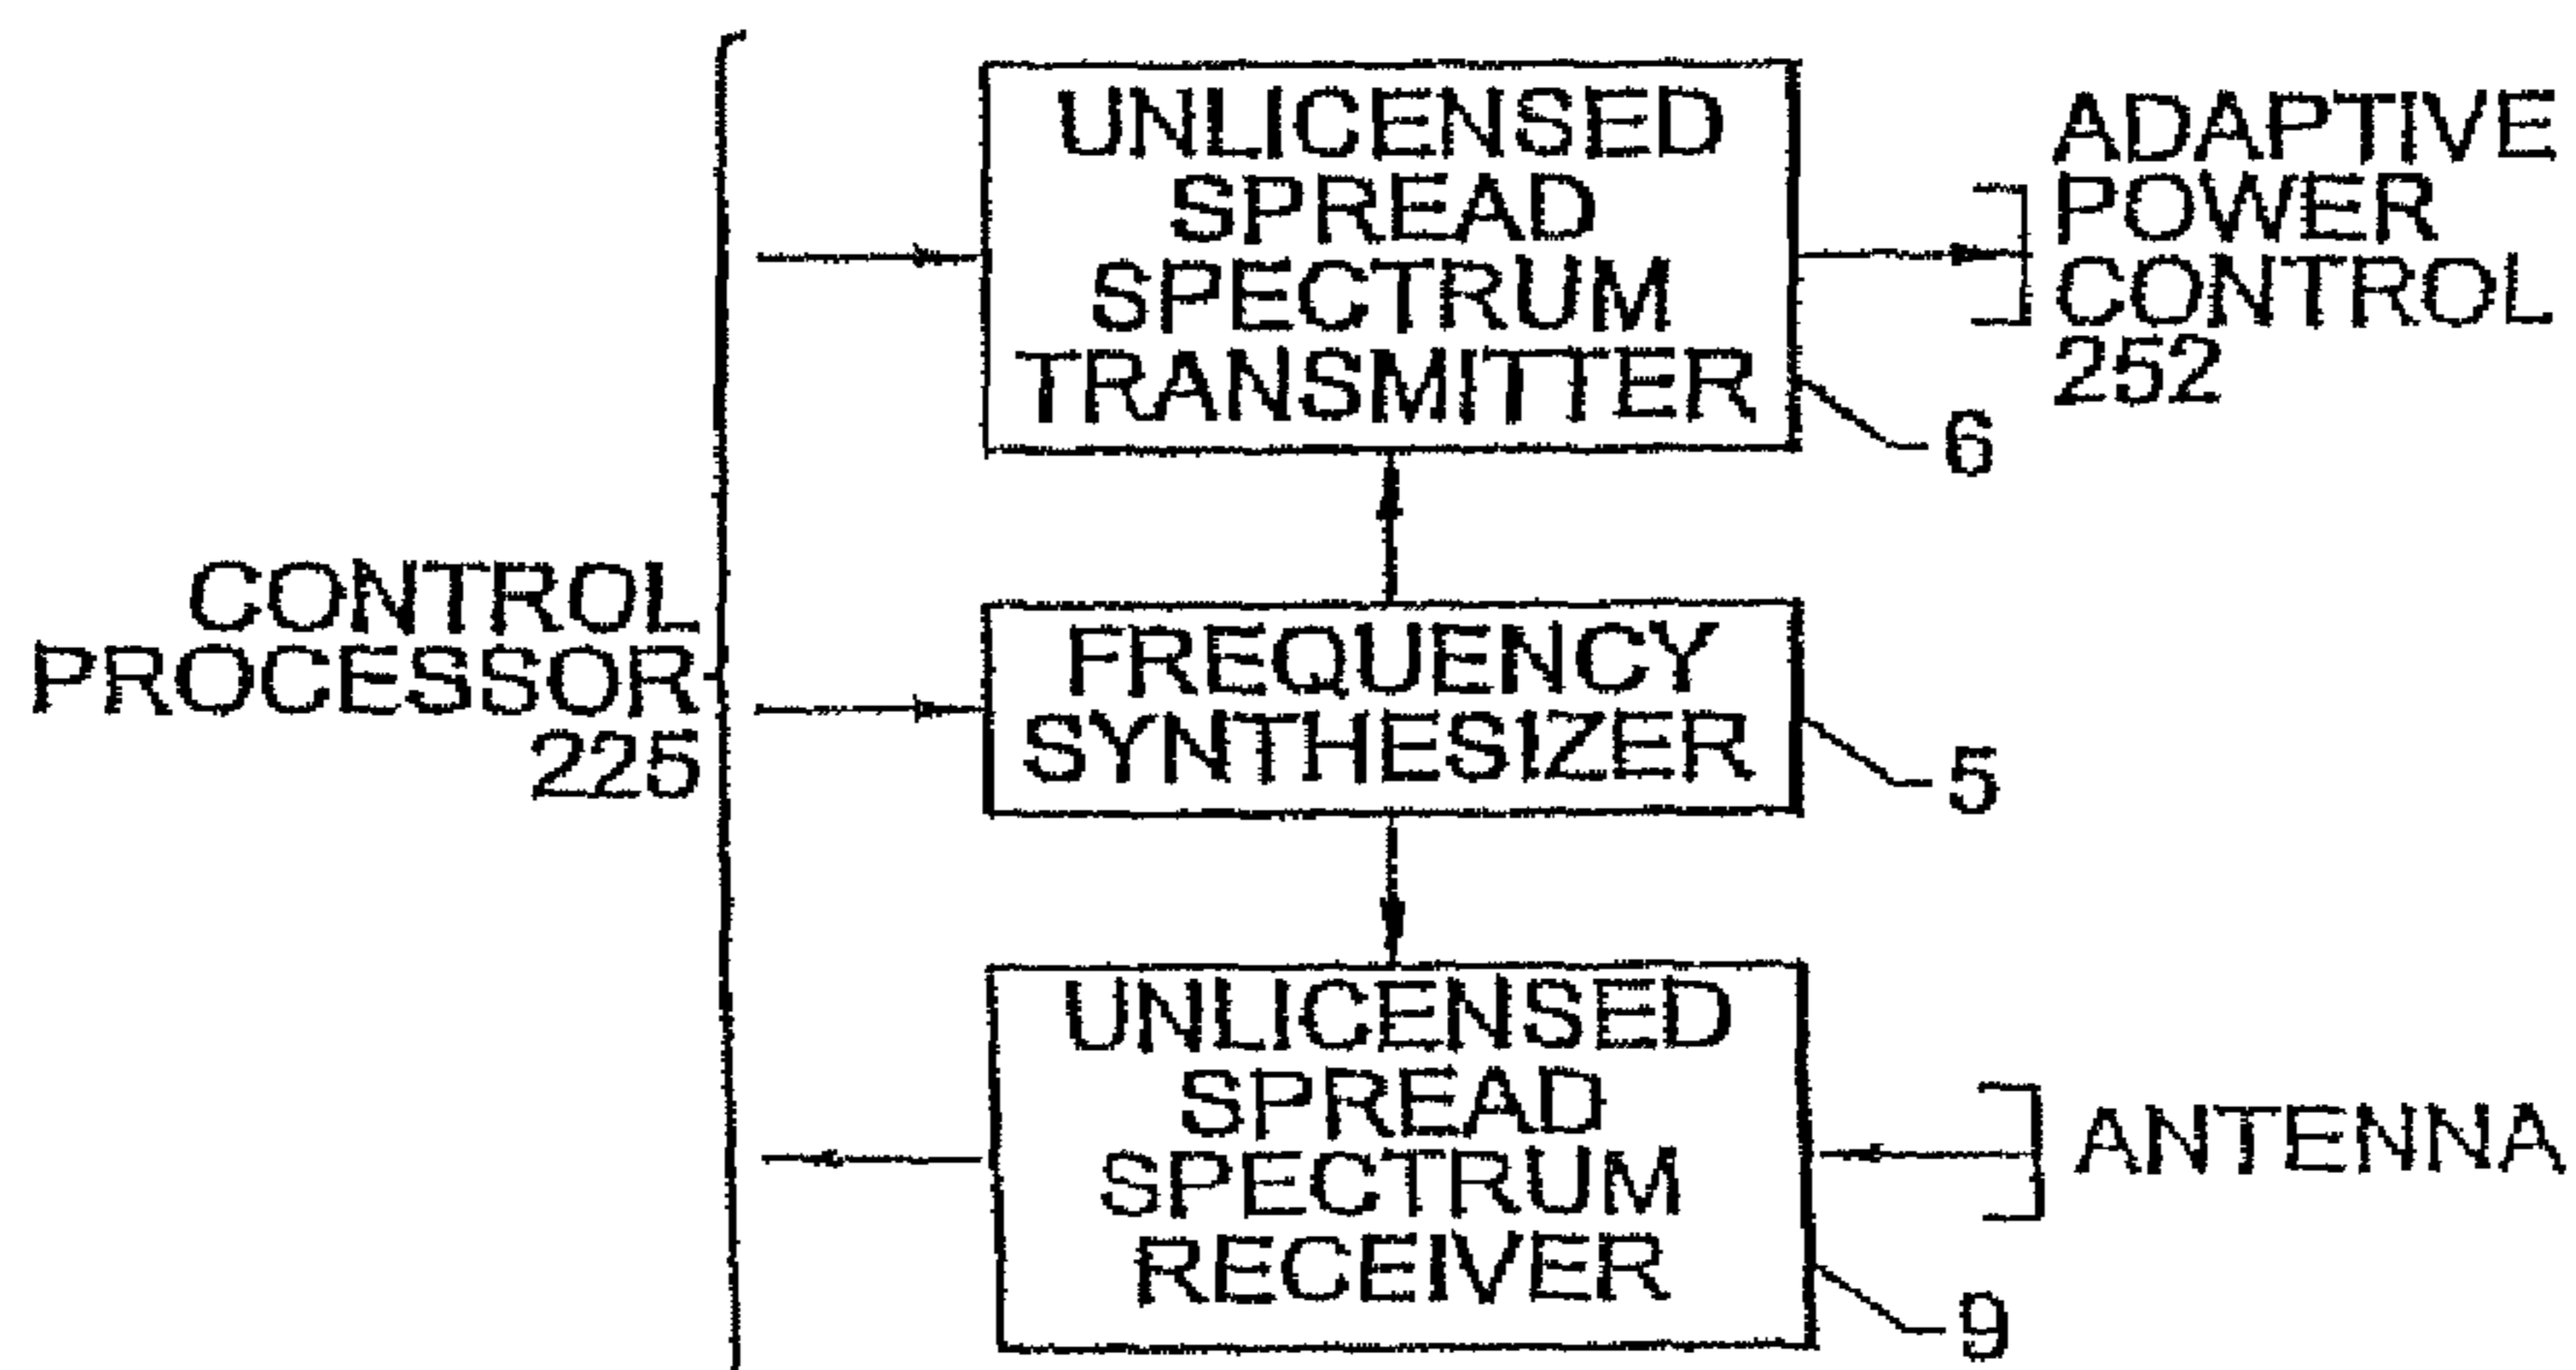 UNLICENSED
SPREAD
SPECTRUM
TRANSMITTER
ADAPTIVE
POWER
CONTROL
252
6
CONTROL
PROCESSOR
225
FREQUENCY
SYNTHESIZER
5
UNLICENSED
SPREAD
SPECTRUM
RECEIVER
ANTENNA
9